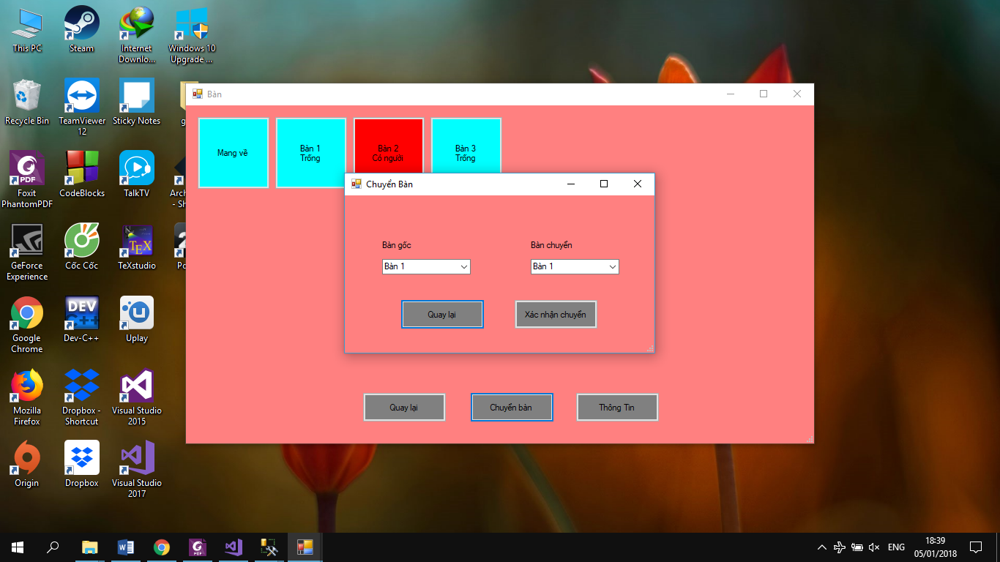 This PC
Steam
Internet
Downlo...
Windows 10
Upgrade ...
Recycle Bin
TeamViewer
12
Sticky Notes
g
Foxit
PhantomPDF
CodeBlocks
TalkTV
Arch
- Sh
GeForce
Experience
Cốc Cốc
TeXstudio
Po
Google
Chrome
Dev-C++
Uplay
Mozilla
Firefox
Dropbox -
Shortcut
Visual Studio
2015
Origin
Dropbox
Visual Studio
2017
Bàn
Mang về
Bàn 1
Trống
Bàn 2
Có người
Bàn 3
Trống
Chuyển Bàn
Bàn gốc
Bàn chuyển
Bàn 1
Bàn 1
Quay lại
Xác nhận chuyển
Quay lại
Chuyển bàn
Thông Tin
ENG
18:39
05/01/2018